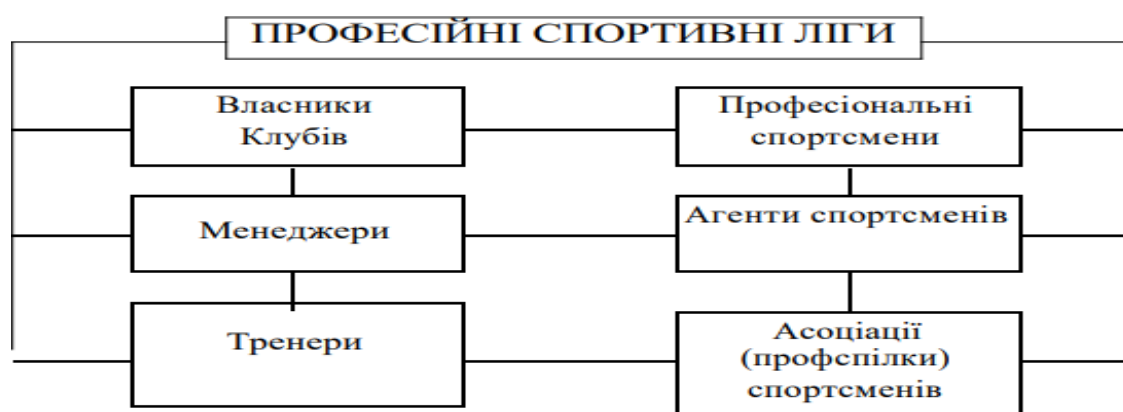 ПРОФЕСІЙНІ СПОРТИВНІ ЛІГИ
Власники
Клубів
Професіональні
спортсмени
Менеджери
Агенти спортсменів
Тренери
Асоціації
(профспілки)
спортсменів